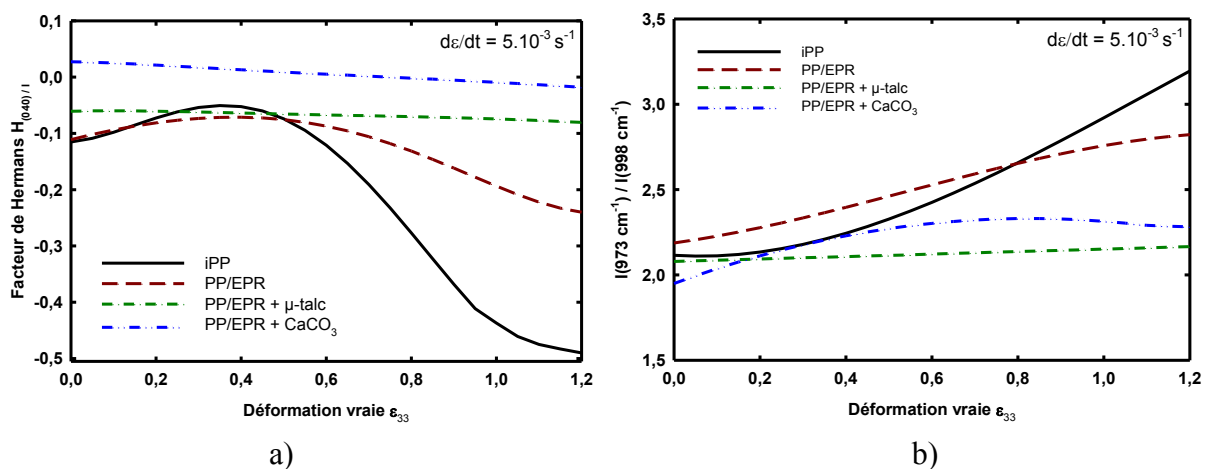 0,1
0,0
-0,1
-0,2
-0,3
-0,4
-0,5
Facteur de Hermans H(040) / I
dε/dt = 5.10⁻³ s⁻¹
iPP
PP/EPR
PP/EPR + µ-talc
PP/EPR + CaCO₃
0,0 0,2 0,4 0,6 0,8 1,0 1,2
Déformation vraie ε₃₃
a)
3,5
3,0
2,5
2,0
1,5
I(973 cm⁻¹) / I(998 cm⁻¹)
dε/dt = 5.10⁻³ s⁻¹
iPP
PP/EPR
PP/EPR + µ-talc
PP/EPR + CaCO₃
0,0 0,2 0,4 0,6 0,8 1,0 1,2
Déformation vraie ε₃₃
b)